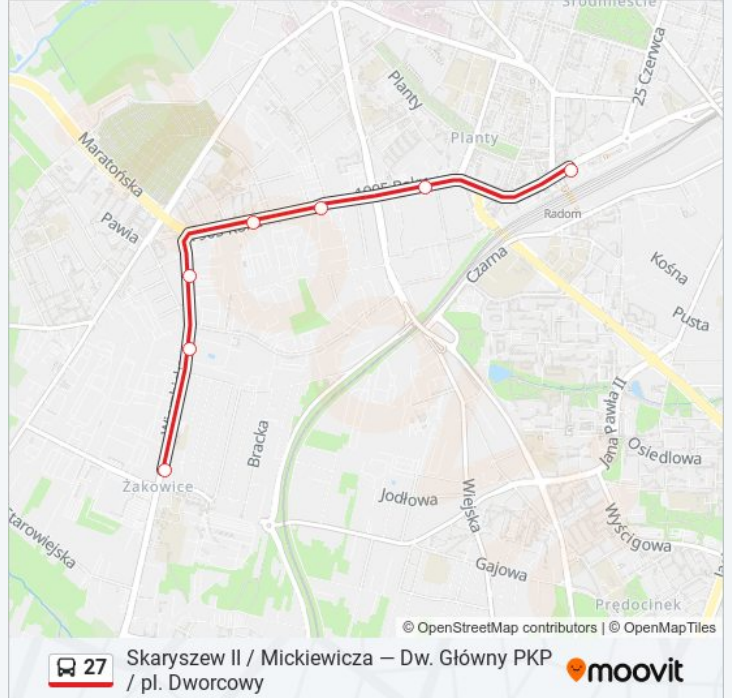 Śródmieście
25 Czerwca
Planty
Planty
Maratońska
Pawia
Radom
Czarna
Kośna
Pusta
Jana Pawła II
Osiedlowa
Bracka
Żakowice
Jodłowa
Wiejska
Wyścigowa
Starowiejska
Gajowa
Prędocinek
© OpenStreetMap contributors | © OpenMapTiles
27
Skaryszew II / Mickiewicza — Dw. Główny PKP
/ pl. Dworcowy
moovit